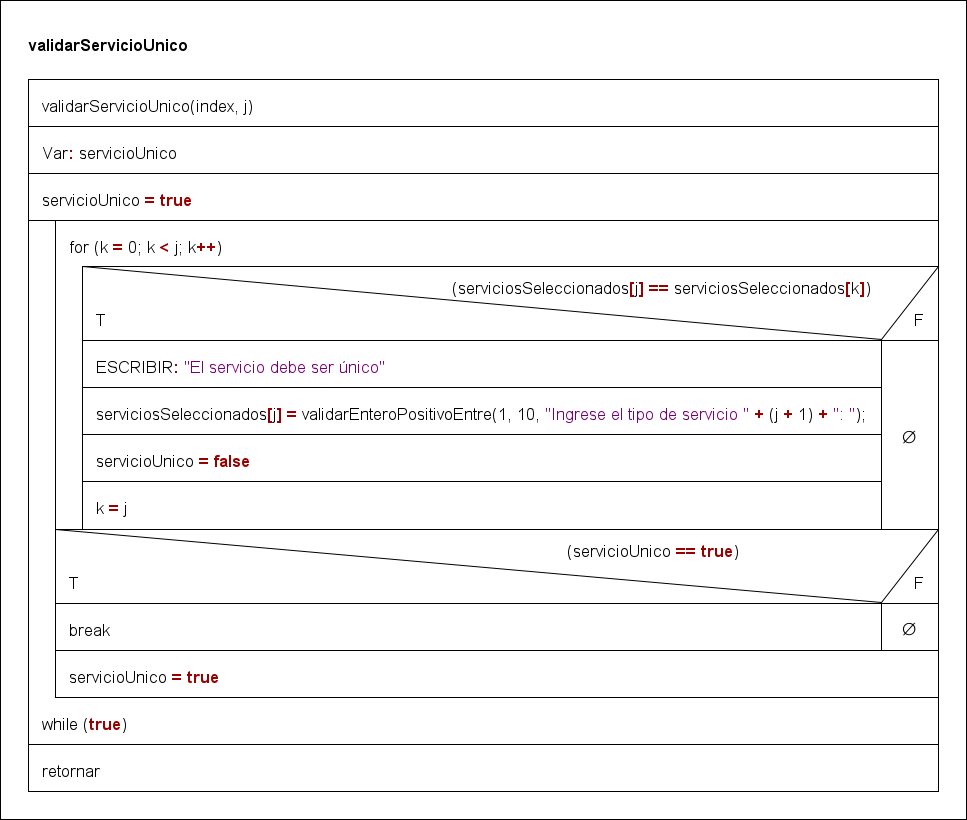 validarServicioUnico
validarServicioUnico(index, j)
Var: servicioUnico
servicioUnico = true
for (k = 0; k < j; k++)
(serviciosSeleccionados[j] == serviciosSeleccionados[k])
T
F
ESCRIBIR: "El servicio debe ser único"
serviciosSeleccionados[j] = validarEnteroPositivoEntre(1, 10, "Ingrese el tipo de servicio " + (j + 1) + ": ");
servicioUnico = false
k = j
∅
(servicioUnico == true)
T
F
break
∅
servicioUnico = true
while (true)
retornar